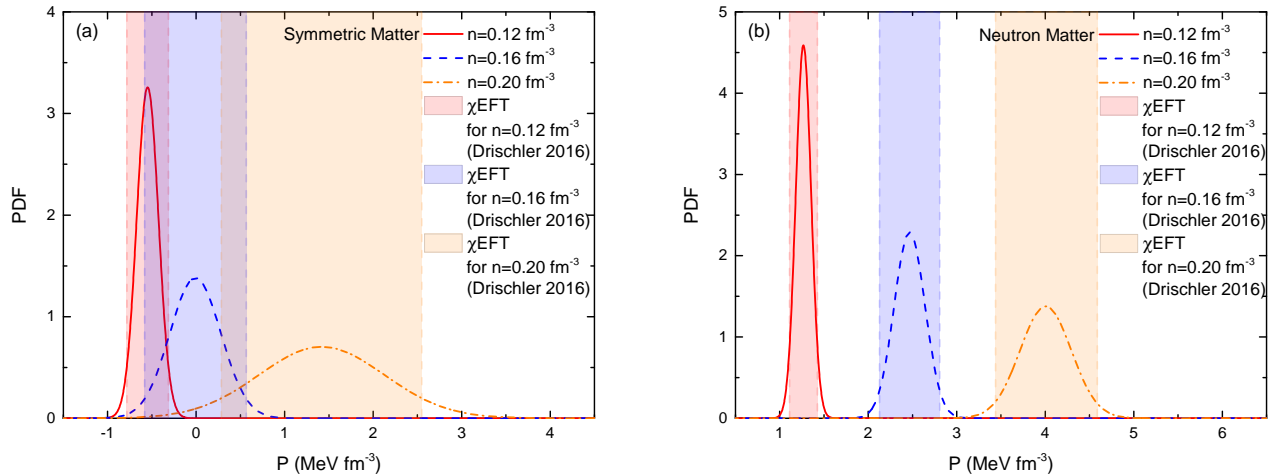 (a)
Symmetric Matter
n=0.12 fm-3
n=0.16 fm-3
n=0.20 fm-3
χEFT
for n=0.12 fm-3
(Drischler 2016)
χEFT
for n=0.16 fm-3
(Drischler 2016)
χEFT
for n=0.20 fm-3
(Drischler 2016)
4
3
2
1
0
PDF
-1 0 1 2 3 4
P (MeV fm-3)
(b)
Neutron Matter
n=0.12 fm-3
n=0.16 fm-3
n=0.20 fm-3
χEFT
for n=0.12 fm-3
(Drischler 2016)
χEFT
for n=0.16 fm-3
(Drischler 2016)
χEFT
for n=0.20 fm-3
(Drischler 2016)
5
4
3
2
1
0
PDF
1 2 3 4 5 6
P (MeV fm-3)